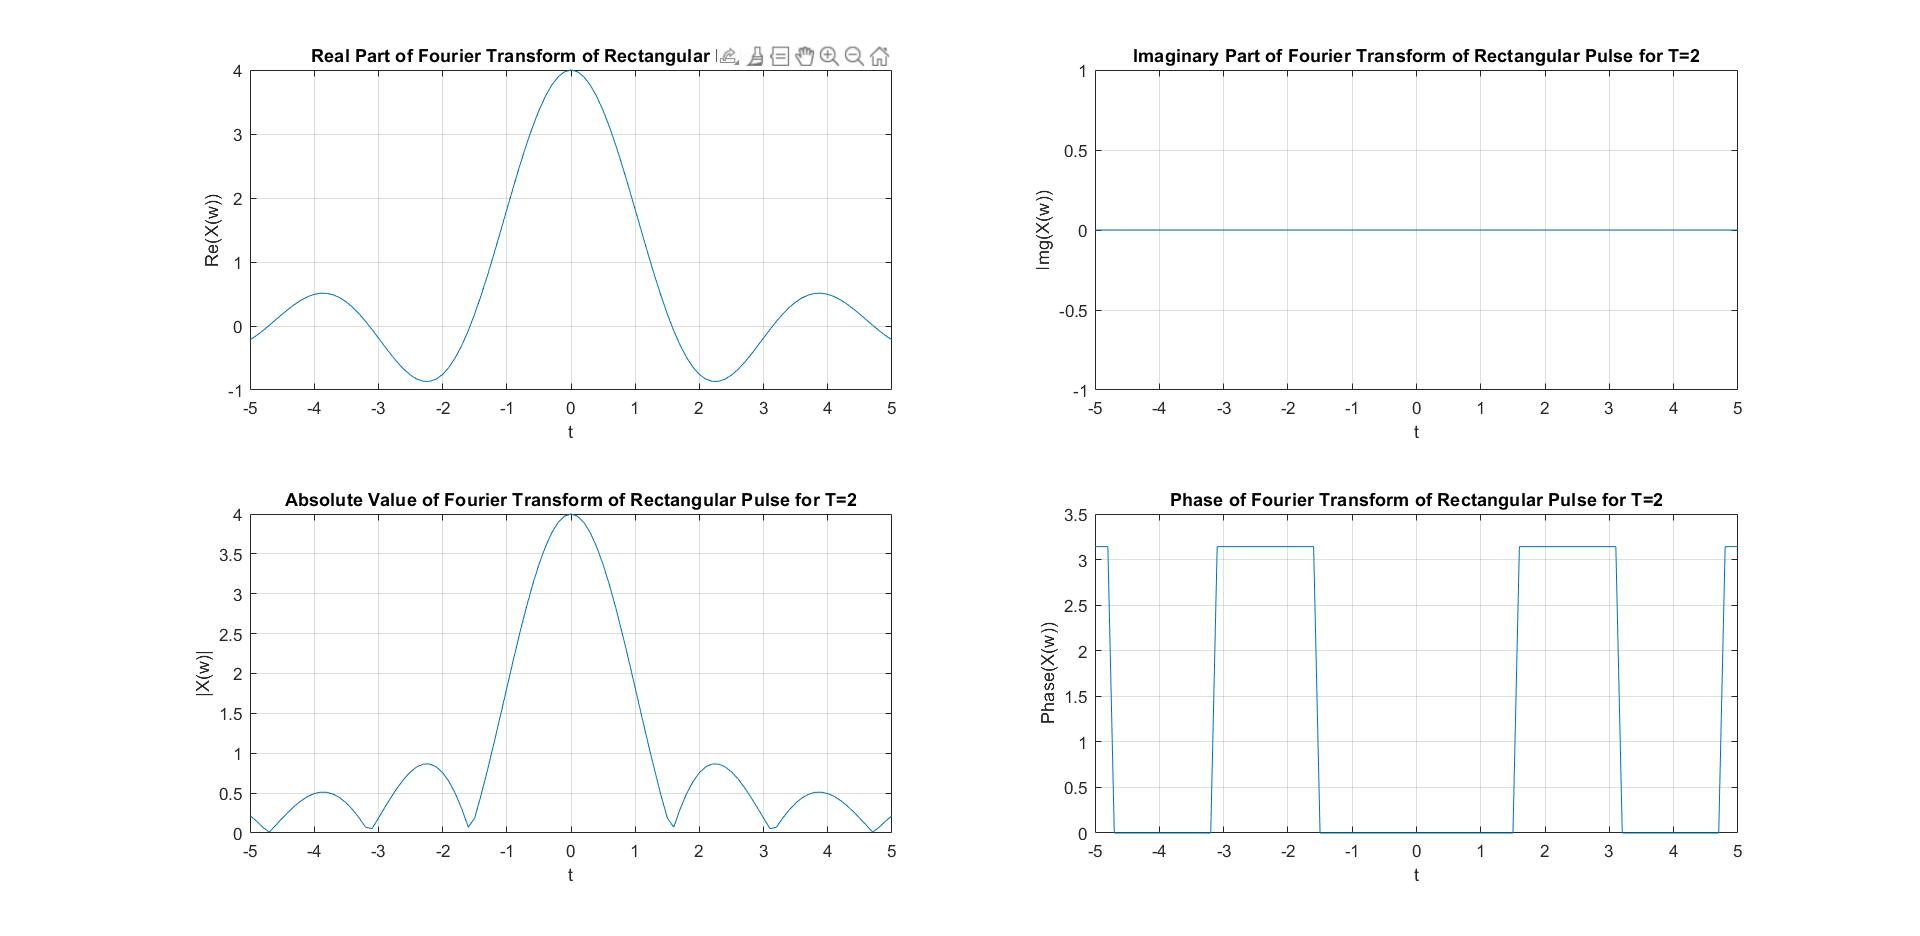 Real Part of Fourier Transform of Rectangular
4
3
2
1
0
-1
Re(X(w))
-5 -4 -3 -2 -1 0 1 2 3 4 5
t
Imaginary Part of Fourier Transform of Rectangular Pulse for T=2
1
0.5
0
-0.5
-1
Img(X(w))
-5 -4 -3 -2 -1 0 1 2 3 4 5
t
Absolute Value of Fourier Transform of Rectangular Pulse for T=2
4
3.5
3
2.5
2
1.5
1
0.5
0
|X(w)|
-5 -4 -3 -2 -1 0 1 2 3 4 5
t
Phase of Fourier Transform of Rectangular Pulse for T=2
3.5
3
2.5
2
1.5
1
0.5
0
Phase(X(w))
-5 -4 -3 -2 -1 0 1 2 3 4 5
t